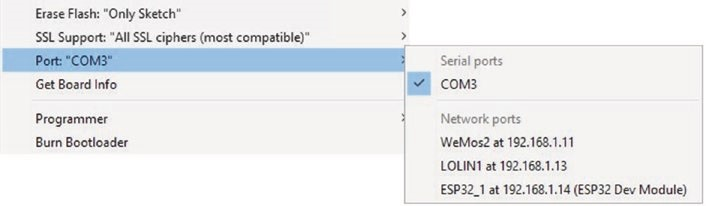 Erase Flash: "Only Sketch"
SSL Support: "All SSL ciphers (most compatible)"
Port: "COM3"
Get Board Info
Programmer
Burn Bootloader
Serial ports
COM3
Network ports
WeMos2 at 192.168.1.11
LOLIN1 at 192.168.1.13
ESP32_1 at 192.168.1.14 (ESP32 Dev Module)